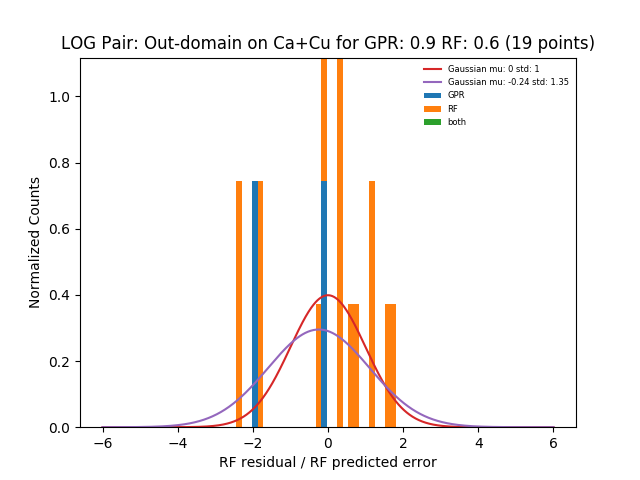 LOG Pair: Out-domain on Ca+Cu for GPR: 0.9 RF: 0.6 (19 points)
Gaussian mu: 0 std: 1
Gaussian mu: -0.24 std: 1.35
GPR
RF
both
Normalized Counts
1.0
0.8
0.6
0.4
0.2
0.0
−6 −4 −2 0 2 4 6
RF residual / RF predicted error